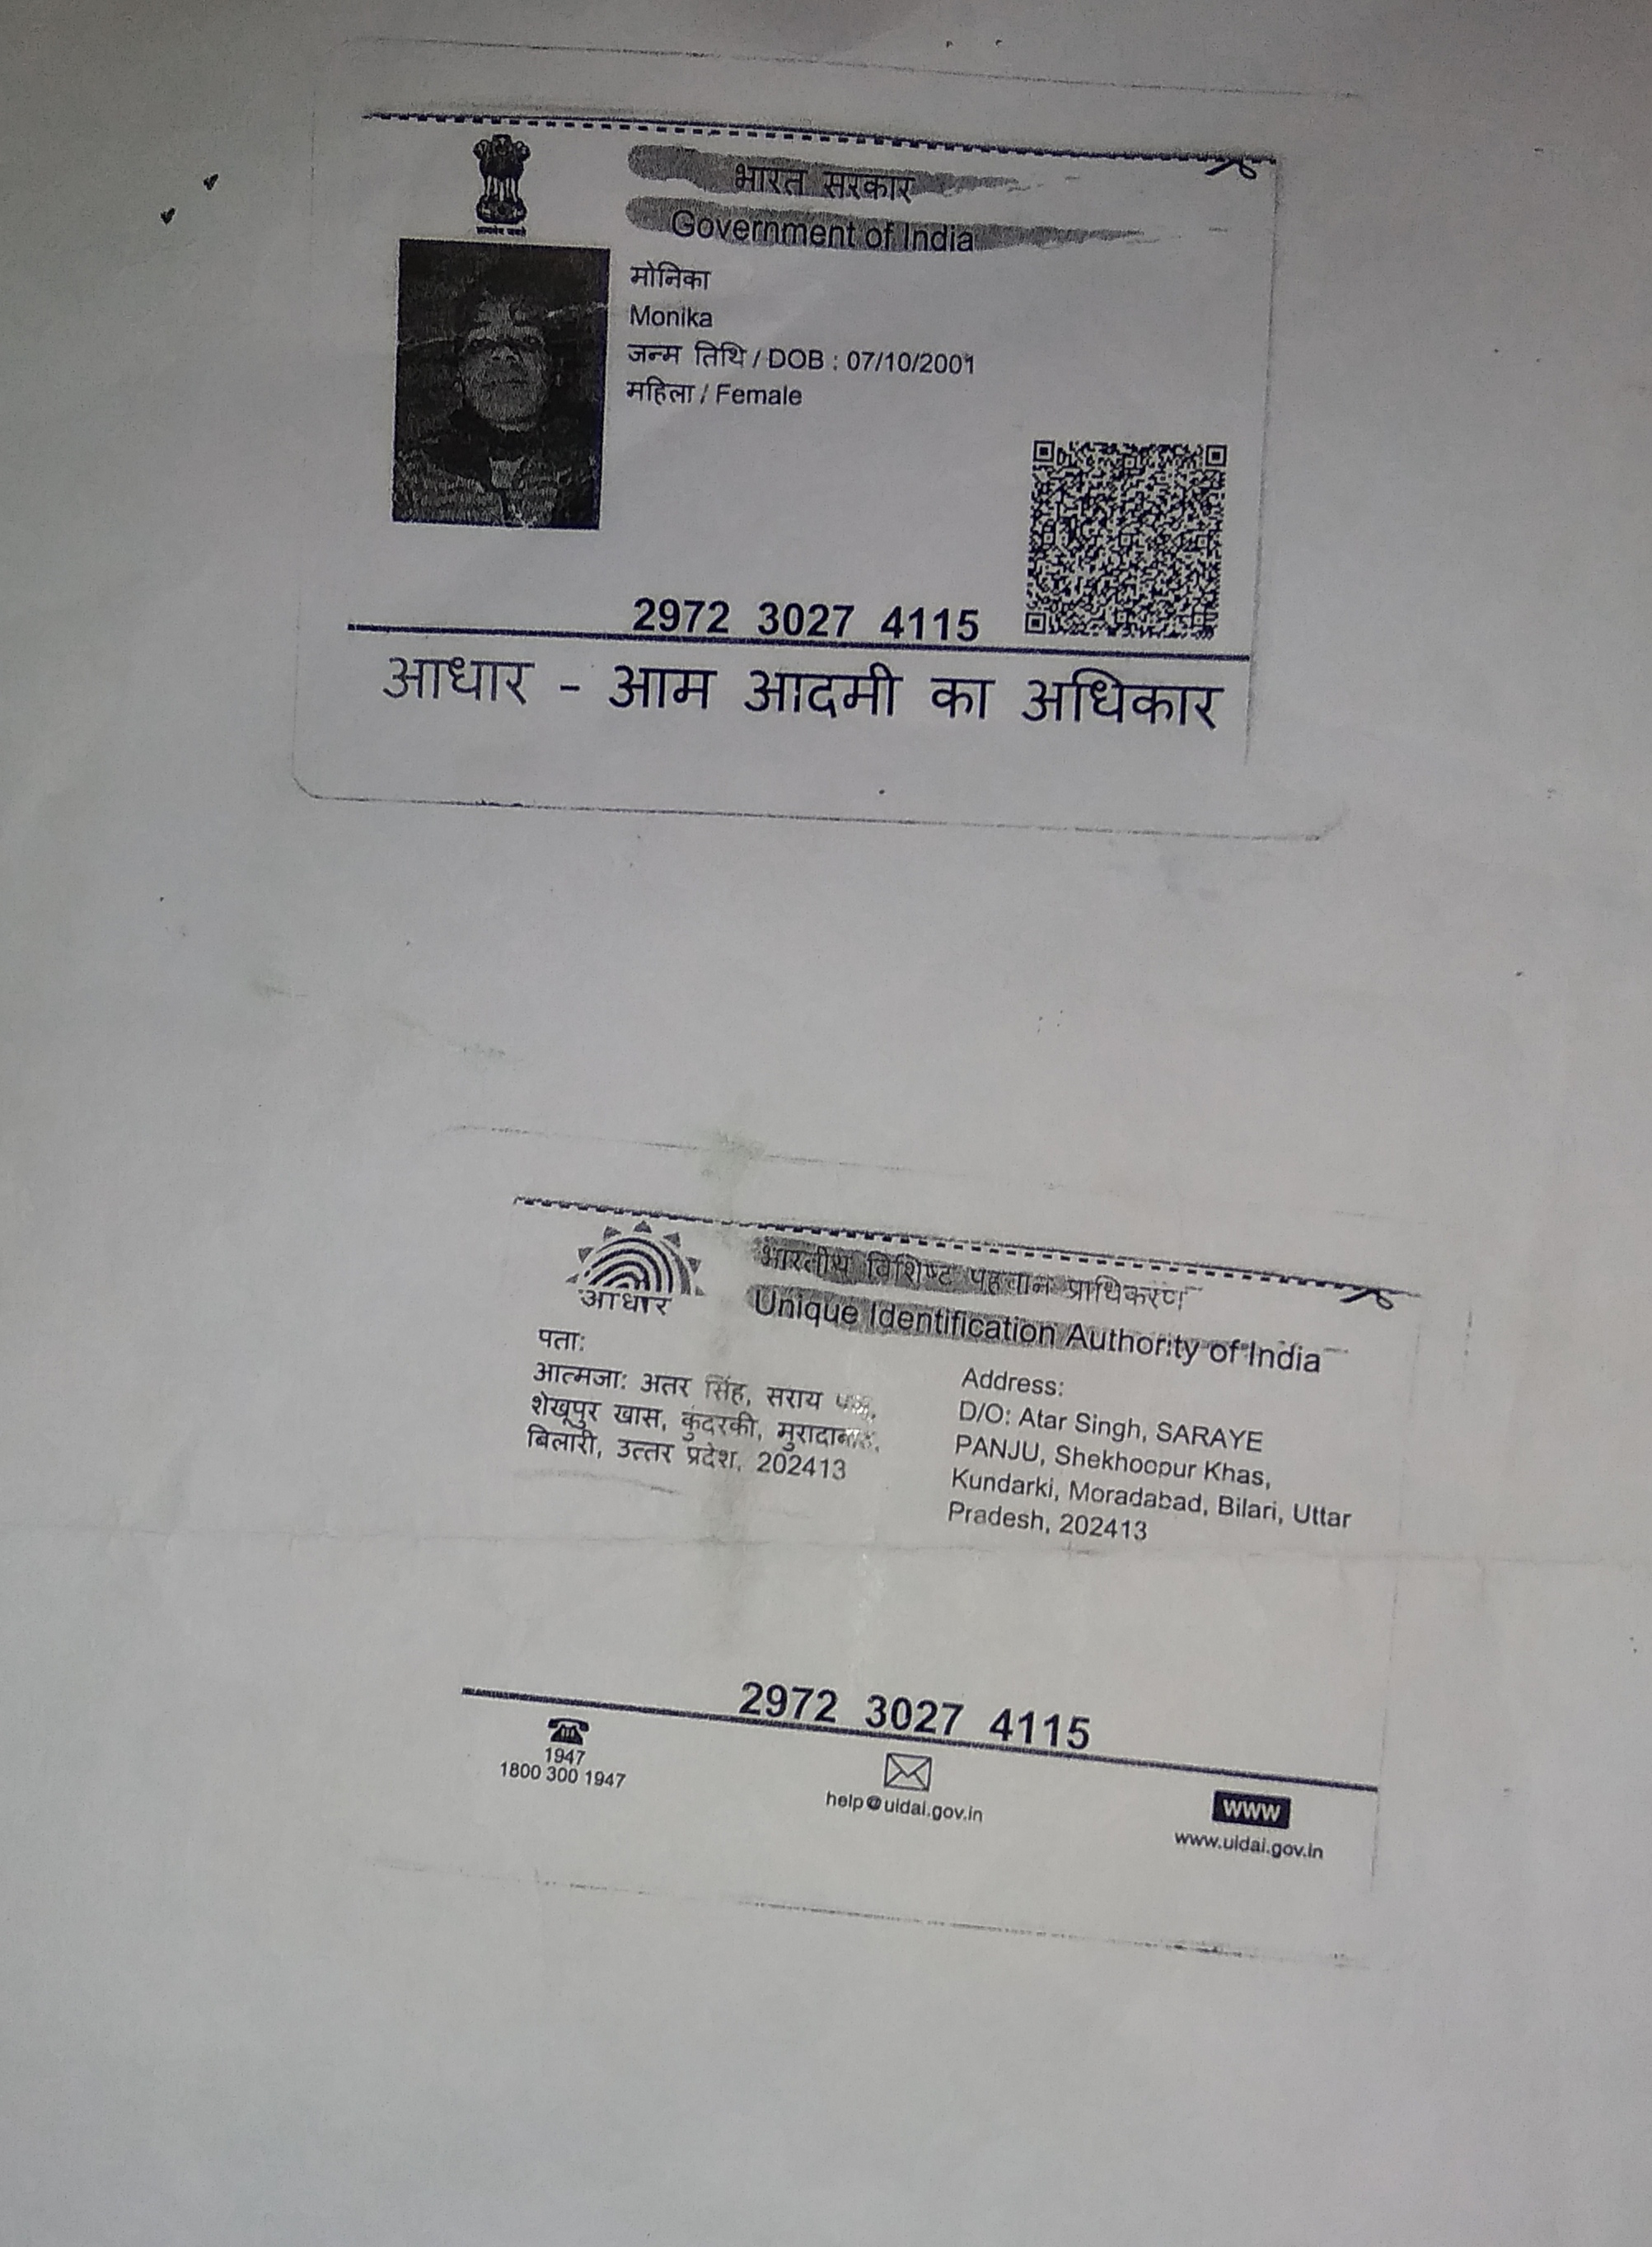 भारत सरकार
Government of India
मोनिका
Monika
जन्म तिथि / DOB : 07/10/2001
महिला / Female
2972 3027 4115
आधार - आम आदमी का अधिकार
भारतीय विशिष्ट पहचान प्राधिकरण
Unique Identification Authority of India
आधार
पता:
आत्मजा: अतर सिंह, सराय
शेखूपुर खास, कुंदरकी, मुरादाबाद,
बिलारी, उत्तर प्रदेश, 202413
Address:
D/O: Atar Singh, SARAYE
PANJU, Shekhoopur Khas,
Kundarki, Moradabad, Bilari, Uttar
Pradesh, 202413
2972 3027 4115
1947
1800 300 1947
help@uidai.gov.in
WWW
www.uidai.gov.in